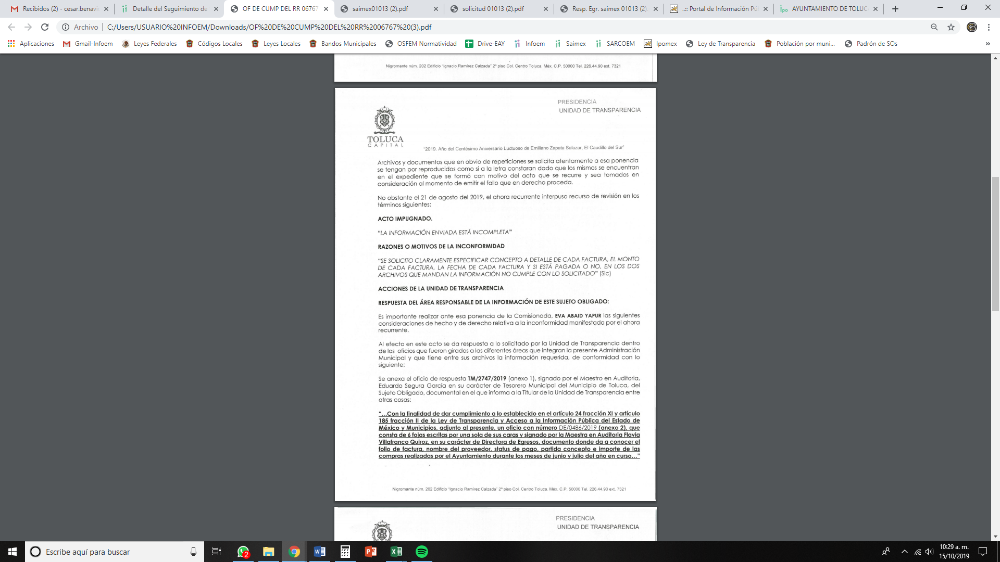 Recibidos (2) - cesar.benavi
Detalle del Seguimiento de
OF DE CUMP DEL RR 06767
saimex01013 (2).pdf
solicitud 01013 (2).pdf
Resp. Egr. saimex 01013 (2)
..:: Portal de Información Púl
AYUNTAMIENTO DE TOLUC
Archivo
C:/Users/USUARIO%20INFOEM/Downloads/OF%20DE%20CUMP%20DEL%20RR%2006767%20(3).pdf
Aplicaciones
Gmail-Infoem
Leyes Federales
Códigos Locales
Leyes Locales
Bandos Municipales
OSFEM Normatividad
Drive-EAY
Infoem
Saimex
SARCOEM
Ipomex
Ley de Transparencia
Población por muni...
Padrón de SOs
»
Nigromante núm. 202 Edificio "Ignacio Ramírez Calzada" 2º piso Col. Centro Toluca. Méx. C.P. 50000 Tel. 226.44.90 ext. 7321
PRESIDENCIA
UNIDAD DE TRANSPARENCIA
TOLUCA
CAPITAL
"2019. Año del Centésimo Aniversario Luctuoso de Emiliano Zapata Salazar, El Caudillo del Sur"
Archivos y documentos que en obvio de repeticiones se solicita atentamente a esa ponencia
se tengan por reproducidos como si a la letra constaran dado que los mismos se encuentran
en el expediente que se formó con motivo del acto que se recurre y sea tomados en
consideración al momento de emitir el fallo que en derecho proceda.
No obstante el 21 de agosto del 2019, el ahora recurrente interpuso recurso de revisión en los
términos siguientes:
ACTO IMPUGNADO.
"LA INFORMACIÓN ENVIADA ESTÁ INCOMPLETA"
RAZONES O MOTIVOS DE LA INCONFORMIDAD
"SE SOLICITO CLARAMENTE ESPECIFICAR CONCEPTO A DETALLE DE CADA FACTURA, EL MONTO
DE CADA FACTURA, LA FECHA DE CADA FACTURA Y SI ESTÁ PAGADA O NO, EN LOS DOS
ARCHIVOS QUE MANDAN LA INFORMACIÓN NO CUMPLE CON LO SOLICITADO" (Sic)
ACCIONES DE LA UNIDAD DE TRANSPARENCIA
RESPUESTA DEL ÁREA RESPONSABLE DE LA INFORMACIÓN DE ESTE SUJETO OBLIGADO:
Es importante realizar ante esa ponencia de la Comisionada, EVA ABAID YAPUR las siguientes
consideraciones de hecho y de derecho relativa a la inconformidad manifestada por el ahora
recurrente.
Al efecto en este acto se da respuesta a lo solicitado por la Unidad de Transparencia dentro
de los oficios que fueron girados a las diferentes áreas que integran la presente Administración
Municipal y que tiene entre sus archivos la información requerida, de conformidad con lo
siguiente:
Se anexa el oficio de respuesta TM/2747/2019 (anexo 1), signado por el Maestro en Auditoria,
Eduardo Segura García en su carácter de Tesorero Municipal del Municipio de Toluca, del
Sujeto Obligado, documental en el que informa a la Titular de la Unidad de Transparencia entre
otras cosas:
"...Con la finalidad de dar cumplimiento a lo establecido en el artículo 24 fracción XI y artículo
185 fracción II de la Ley de Transparencia y Acceso a la Información Pública del Estado de
México y Municipios, adjunto al presente, un oficio con número DE/0486/2019 (anexo 2), que
consta de 6 fojas escritas por una sola de sus caras y signado por la Maestra en Auditoria Flavia
Villafranco Quiroz, en su carácter de Directora de Egresos, documento donde da a conocer el
folio de factura, nombre del proveedor, status de pago, partida concepto e importe de las
compras realizadas por el Ayuntamiento durante los meses de junio y julio del año en curso..."
Nigromante núm. 202 Edificio "Ignacio Ramírez Calzada" 2º piso Col. Centro Toluca. Méx. C.P. 50000 Tel. 226.44.90 ext. 7321
PRESIDENCIA
UNIDAD DE TRANSPARENCIA
Escribe aquí para buscar
2
10:29 a. m.
15/10/2019